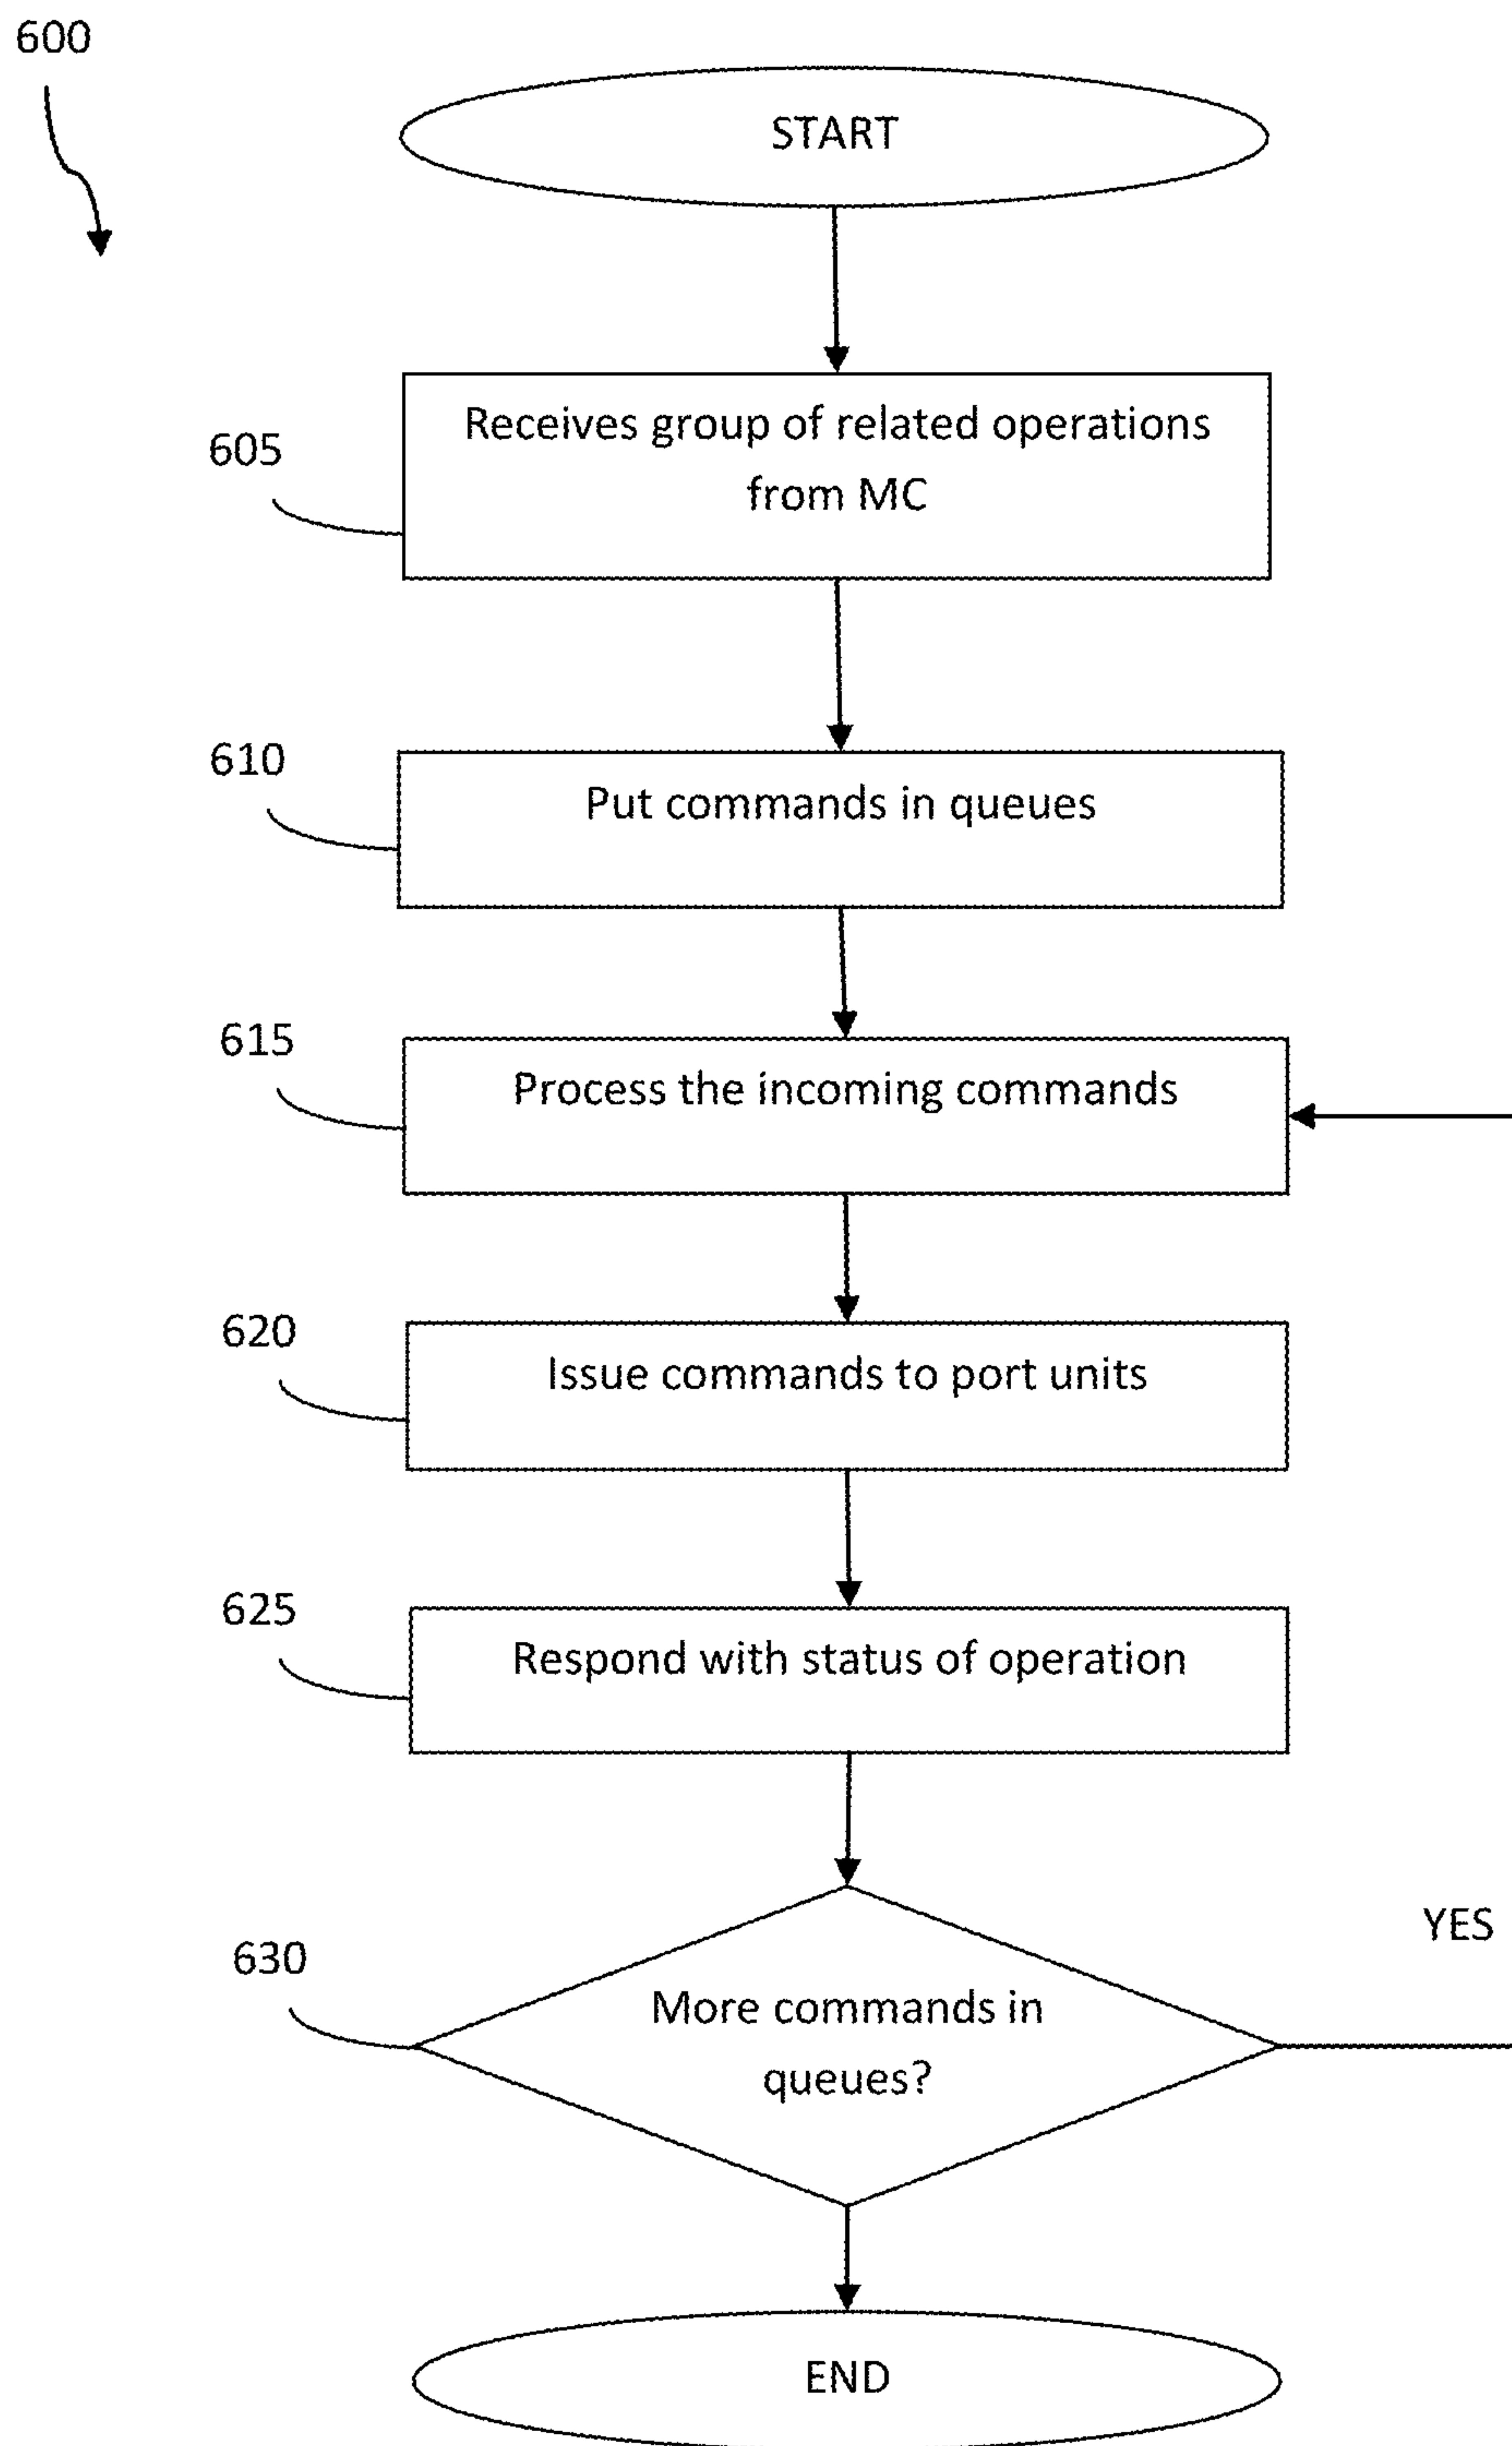 600
START
605
Receives group of related operations
from MC
610
Put commands in queues
615
Process the incoming commands
620
Issue commands to port units
625
Respond with status of operation
YES
630
More commands in
queues?
END